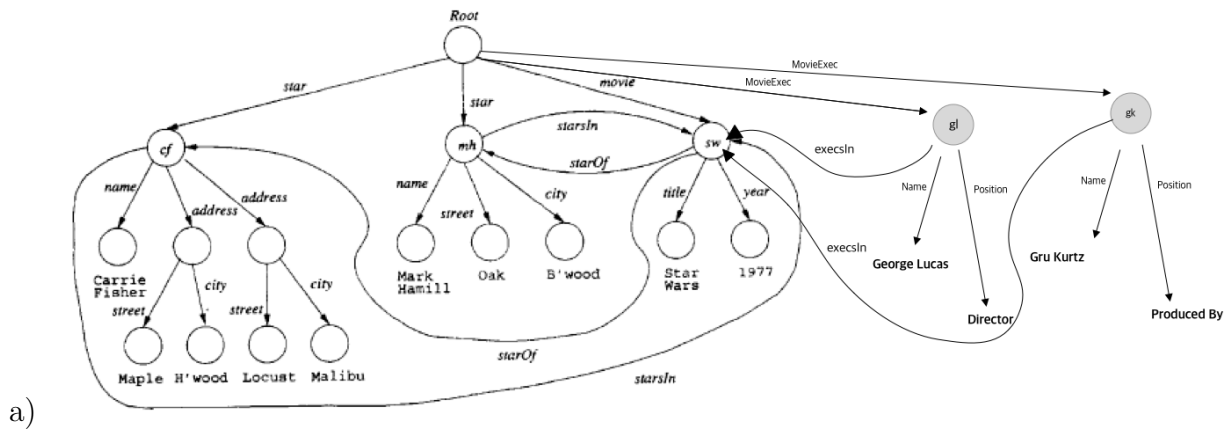 Root
MovieExec
MovieExec
star
star
movie
starsIn
starOf
execsIn
cf
mh
sw
gl
gk
name
address
address
name
street
city
title
year
Name
Position
Name
Position
execsIn
Carrie
Fisher
Mark
Hamill
Oak
B'wood
Star
Wars
1977
George Lucas
Gru Kurtz
street
city
street
city
Director
Produced By
starOf
Maple
H'wood
Locust
Malibu
starsIn
a)